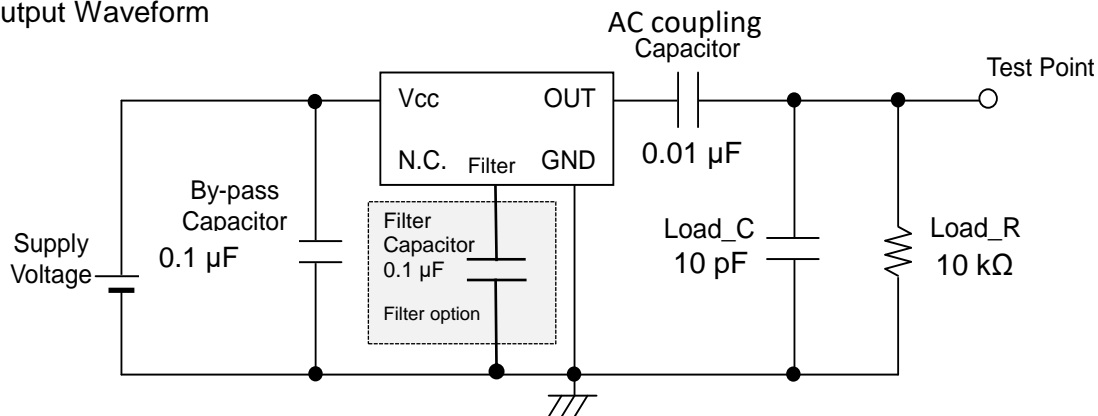 utput Waveform
AC coupling
Capacitor
Test Point
Vcc
OUT
N.C.
Filter
GND
0.01 µF
By-pass
Capacitor
0.1 µF
Supply
Voltage
Filter
Capacitor
0.1 µF
Filter option
Load_C
10 pF
Load_R
10 kΩ